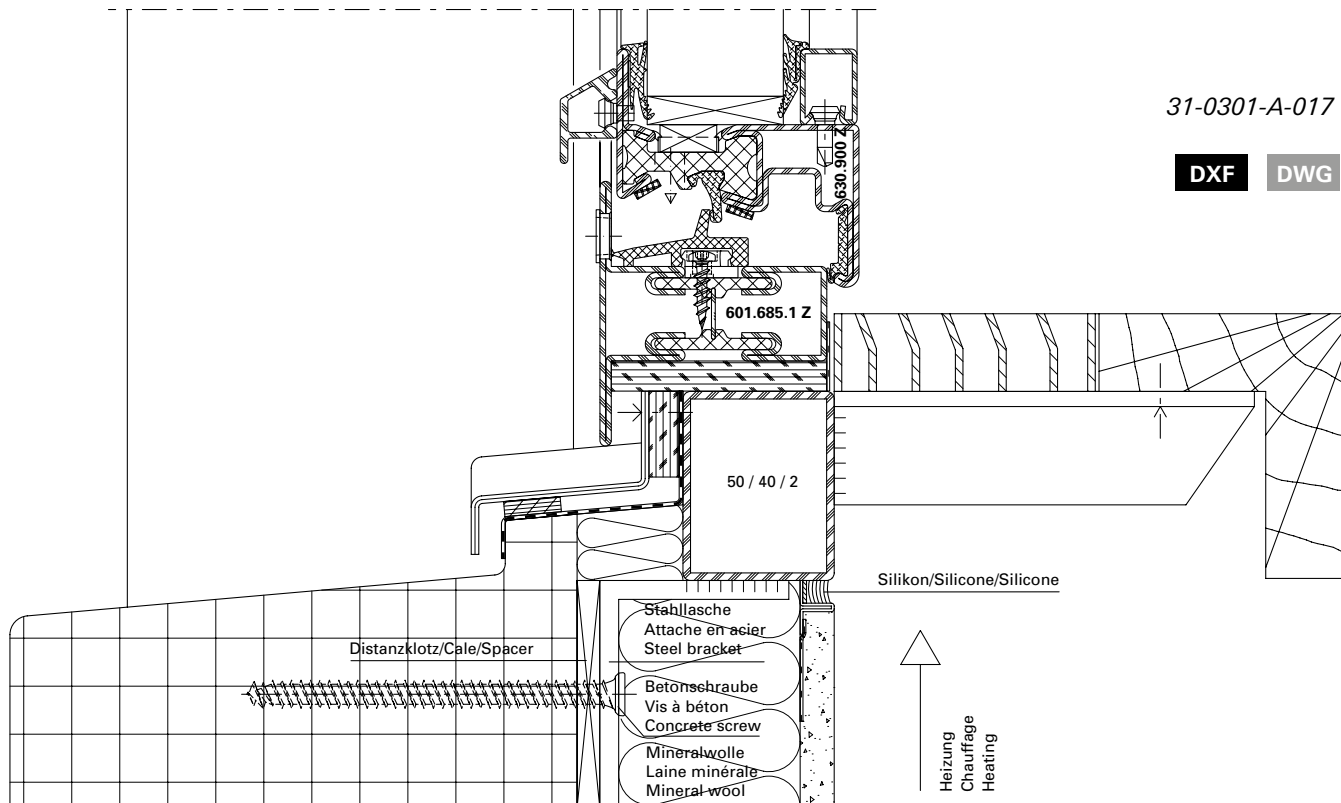 31-0301-A-017
DXF DWG
630.900 Z
601.685.1 Z
50 / 40 / 2
Silikon/Silicone/Silicone
Stahllasche
Attache en acier
Steel bracket
Distanzklotz/Cale/Spacer
Betonschraube
Vis à béton
Concrete screw
Mineralwolle
Laine minérale
Mineral wool
Heizung
Chauffage
Heating